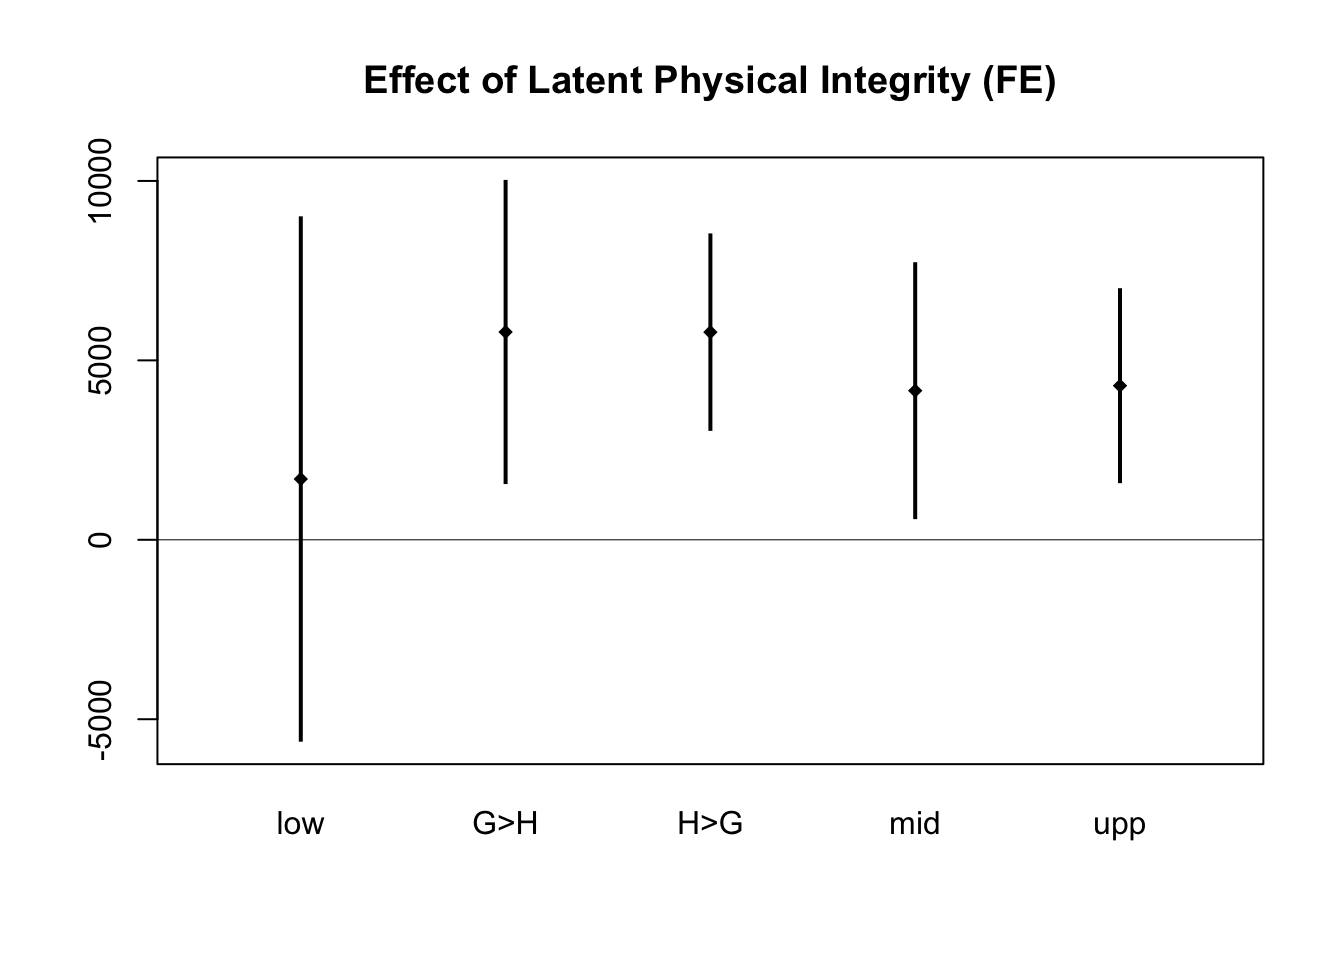 Effect of Latent Physical Integrity (FE)
10000
5000
0
-5000
low G>H H>G mid upp